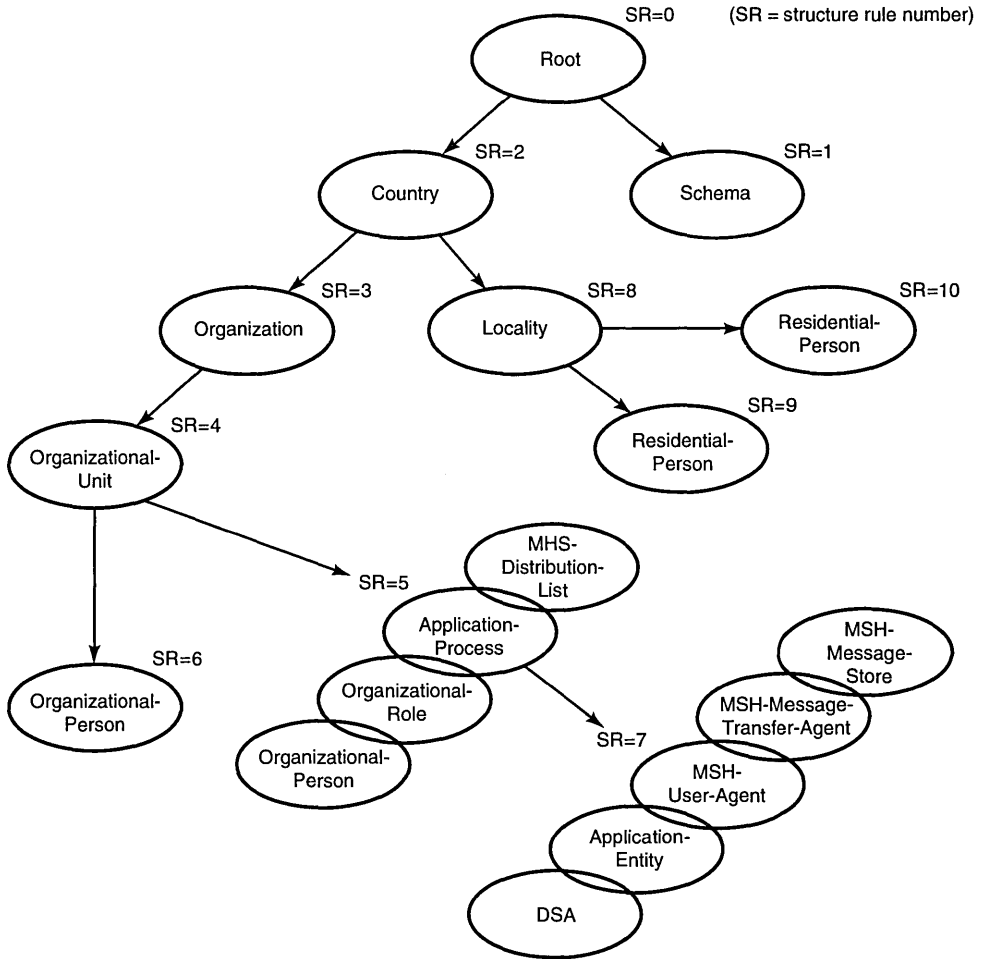 SR=0 (SR = structure rule number)
Root
SR=2
SR=1
Country
Schema
SR=3
SR=8
SR=10
Organization
Locality
Residential-
Person
SR=9
SR=4
Residential-
Person
Organizational-
Unit
MHS-
Distribution-
List
SR=5
Application-
Process
MSH-
Message-
Store
SR=6
Organizational-
Person
Organizational-
Role
MSH-Message-
Transfer-Agent
SR=7
Organizational-
Person
MSH-
User-Agent
Application-
Entity
DSA